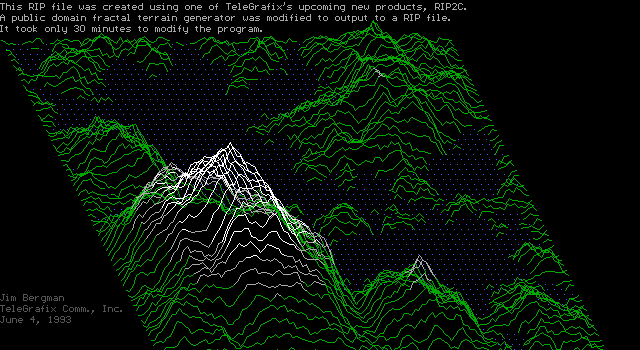 This RIP file was created using one of TeleGrafix's upcoming new products, RIP2C.
A public domain fractal terrain generator was modified to output to a RIP file.
It took only 30 minutes to modify the program.
Jim Bergman
TeleGrafix Comm., Inc.
June 4, 1993